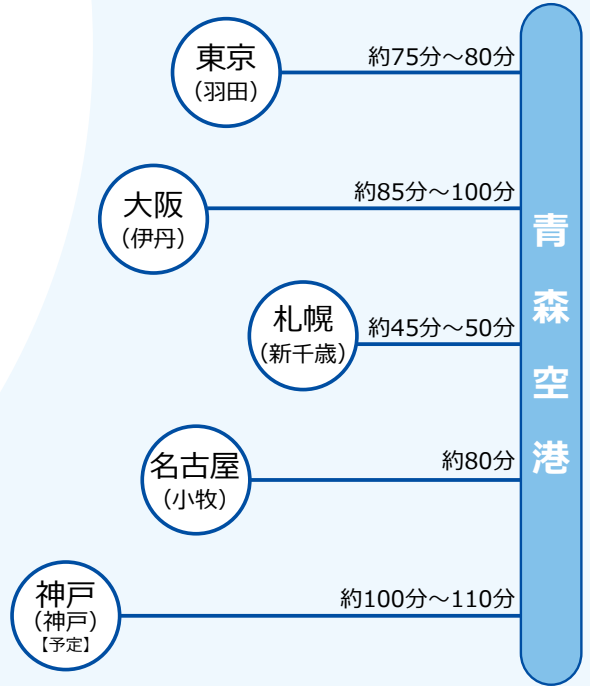 東京
（羽田）
約75分～80分
大阪
（伊丹）
約85分～100分
札幌
（新千歳）
約45分～50分
名古屋
（小牧）
約80分
神戸
（神戸）
【予定】
約100分～110分
青森空港